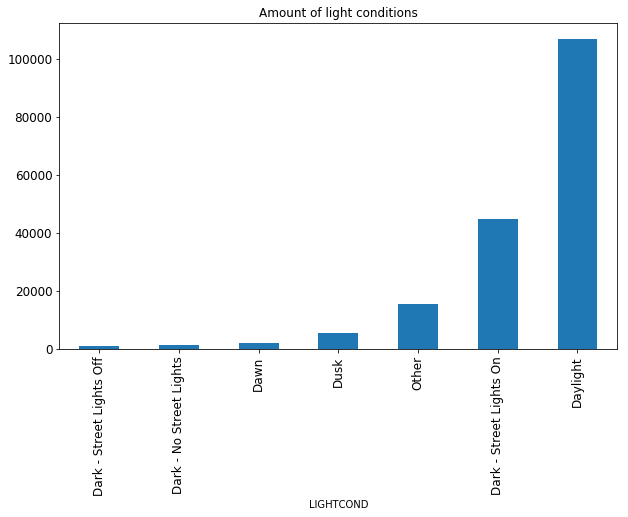 Amount of light conditions
100000
80000
60000
40000
20000
0
Dark - Street Lights Off
Dark - No Street Lights
Dawn
Dusk
Other
Dark - Street Lights On
Daylight
LIGHTCOND